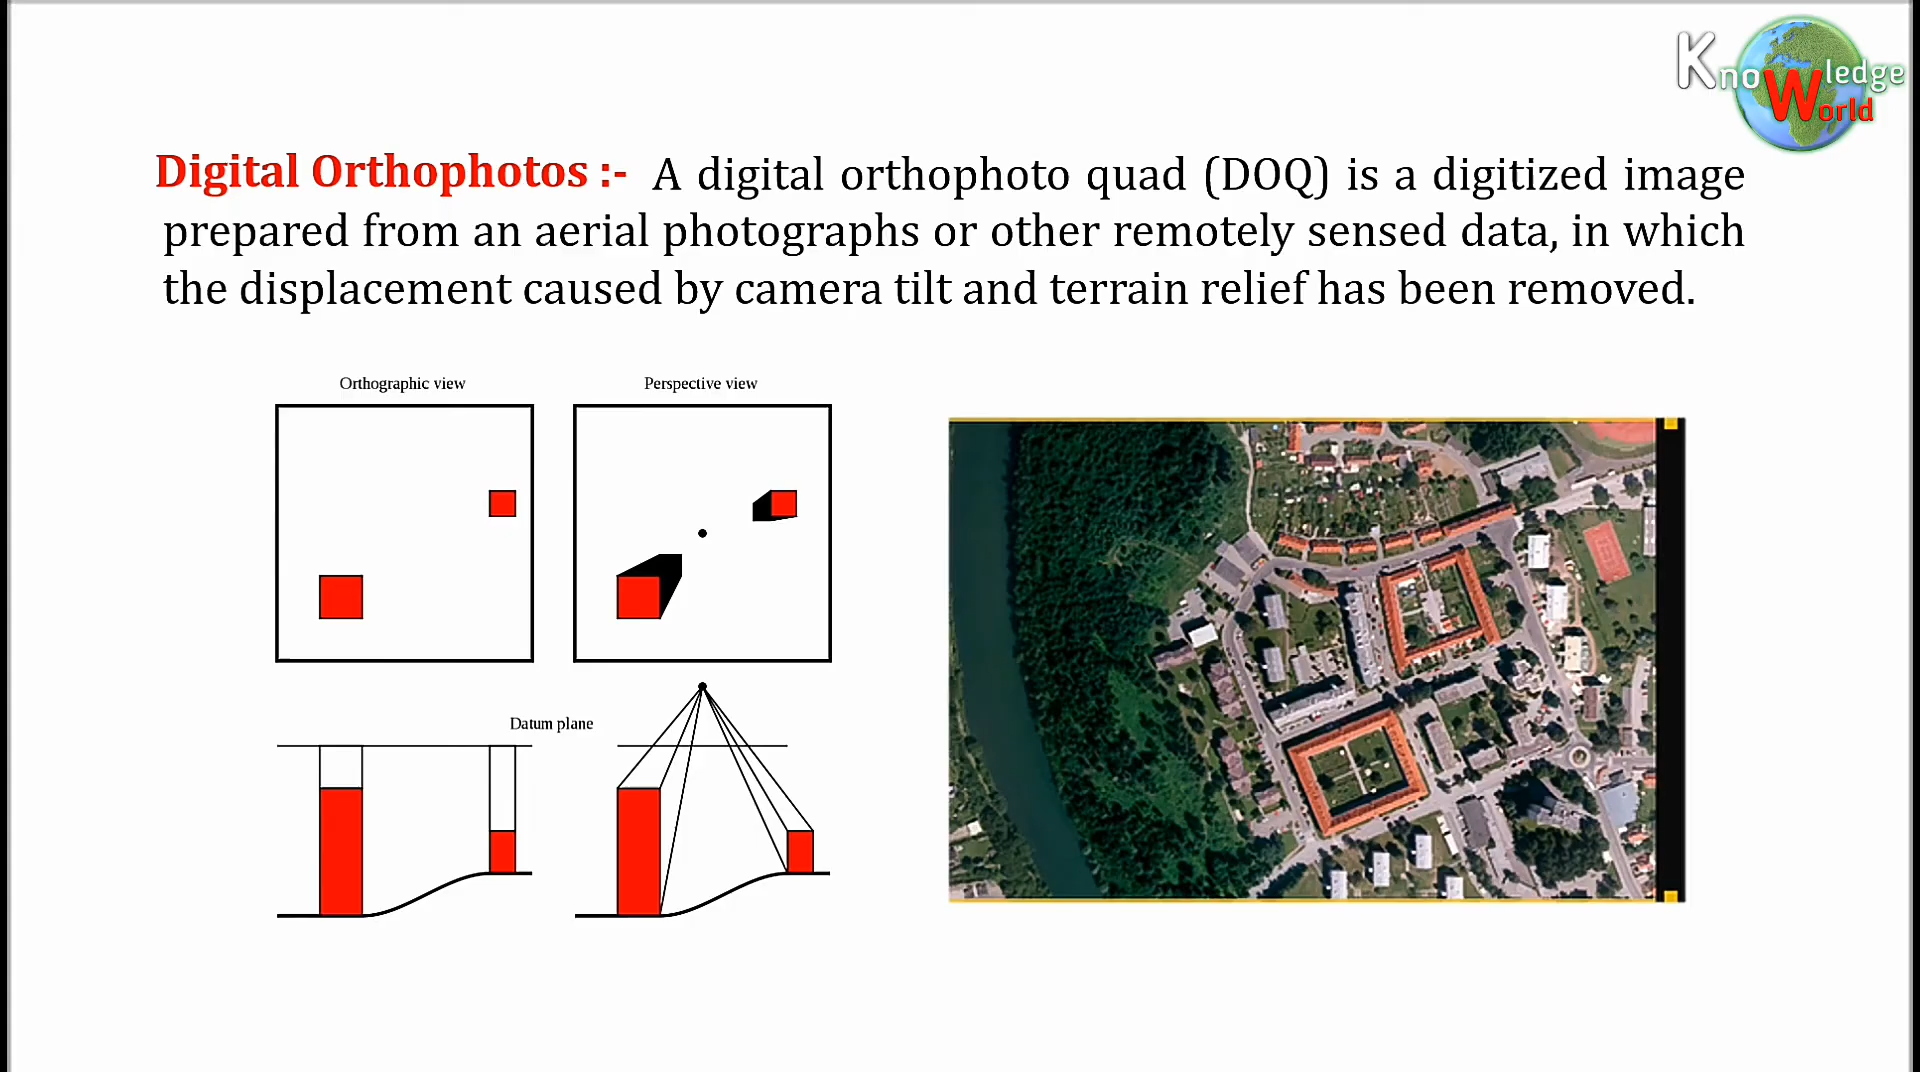 Knowledge
World
Digital Orthophotos :- A digital orthophoto quad (DOQ) is a digitized image
prepared from an aerial photographs or other remotely sensed data, in which
the displacement caused by camera tilt and terrain relief has been removed.
Orthographic view
Perspective view
Datum plane